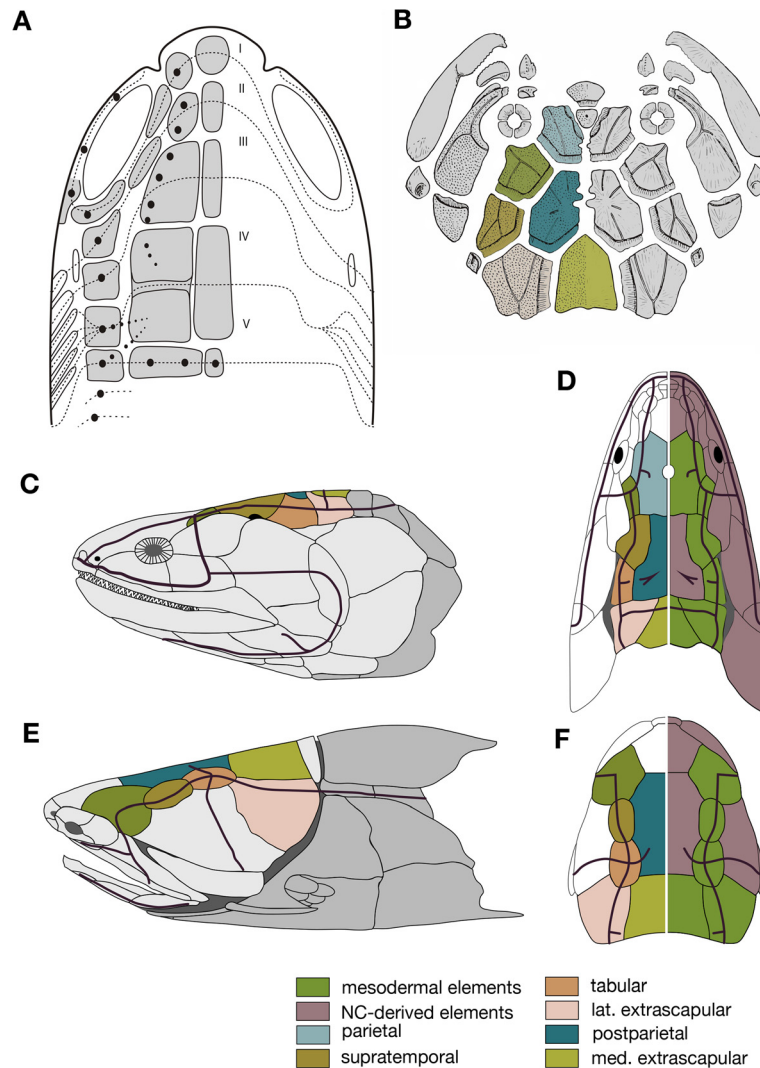 A
I
II
III
IV
V
B
C
D
E
F
mesodermal elements
NC-derived elements
parietal
supratemporal
tabular
lat. extrascapular
postparietal
med. extrascapular